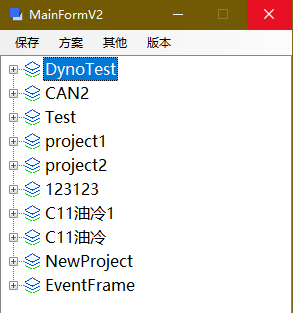 MainFormV2
保存 方案 其他 版本
DynoTest
CAN2
Test
project1
project2
123123
C11油冷1
C11油冷
NewProject
EventFrame